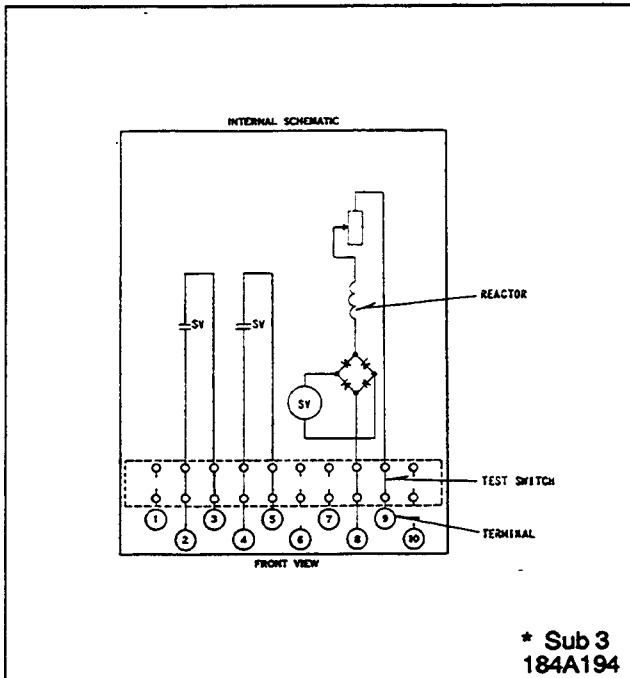 INTERNAL SCHEMATIC
REACTOR
SV
SV
SV
TEST SWITCH
1
3
5
7
9
2
4
6
8
10
TERMINAL
FRONT VIEW
* Sub 3
184A194